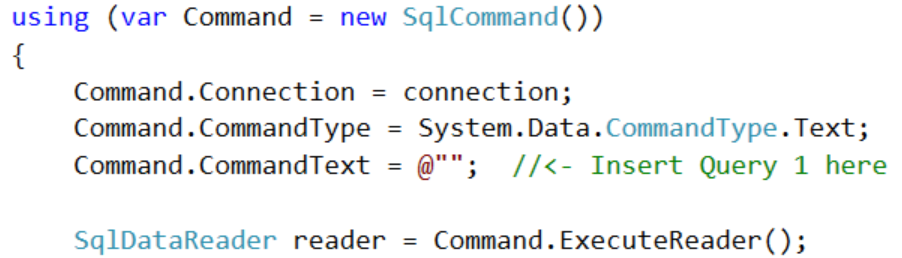 using (var Command = new SqlCommand())
{
Command.Connection = connection;
Command.CommandType = System.Data.CommandType.Text;
Command.CommandText = @""; //<- Insert Query 1 here
SqlDataReader reader = Command.ExecuteReader();